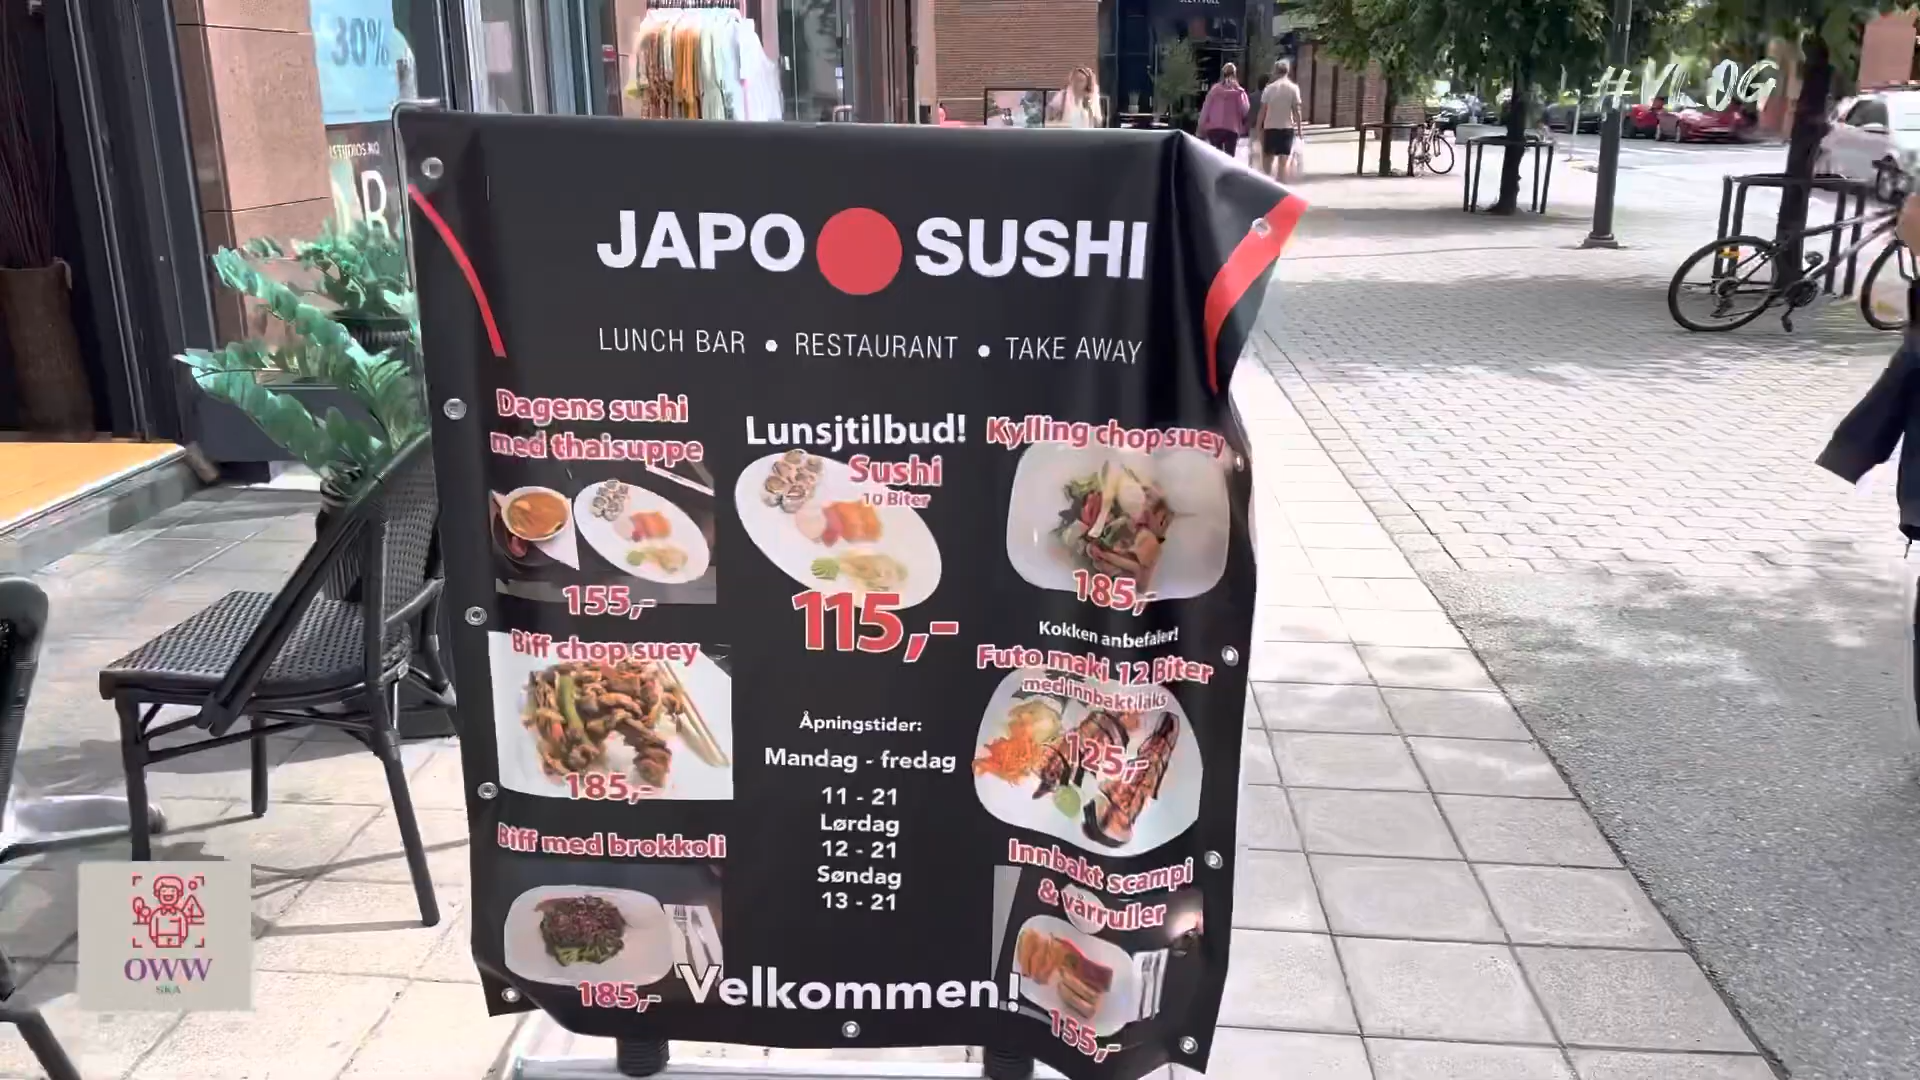 30%
#VLOG
JAPO SUSHI
LUNCH BAR • RESTAURANT • TAKE AWAY
Dagens sushi
med thaisuppe
155,-
Biff chop suey
185,-
Biff med brokkoli
185,-
Lunsjtilbud!
Sushi
10 Biter
115,-
Åpningstider:
Mandag - fredag
11 - 21
Lørdag
12 - 21
Søndag
13 - 21
Kylling chop suey
185,-
Kokken anbefaler!
Futo maki 12 Biter
med innbakt laks
125,-
Innbakt scampi
& vårruller
155,-
Velkommen!
OWW
SKA